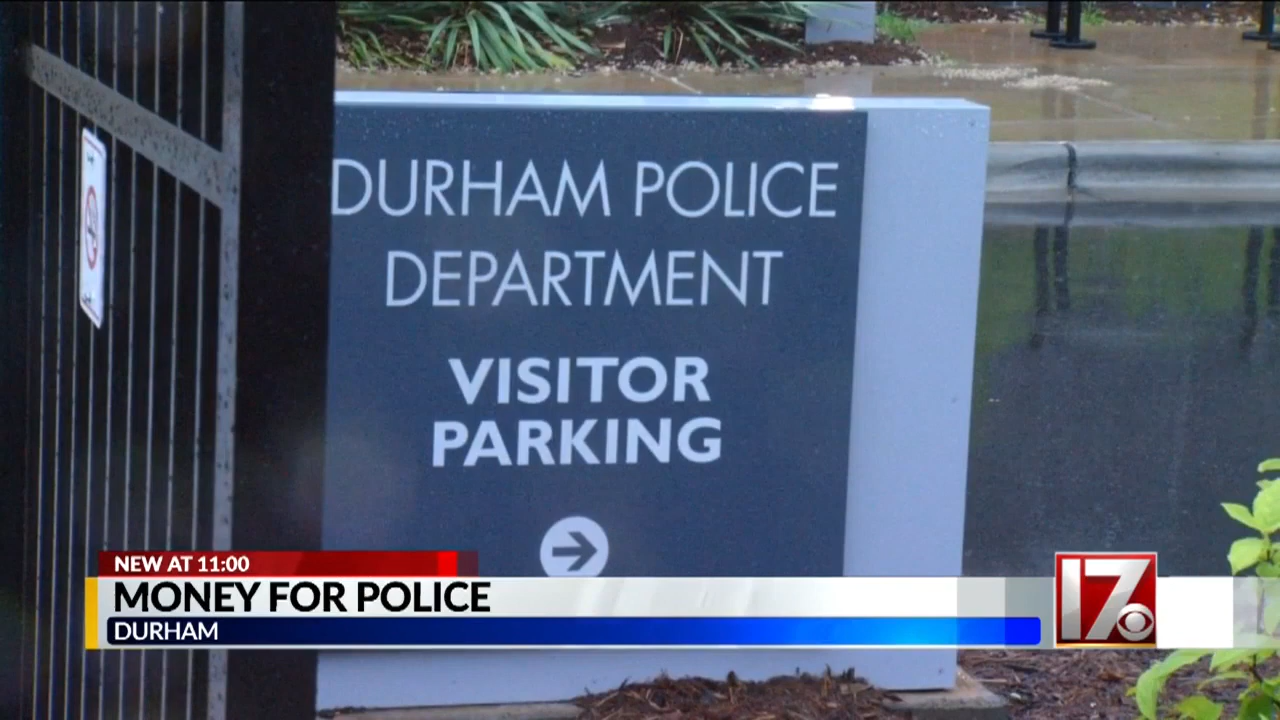 DURHAM POLICE
DEPARTMENT
VISITOR
PARKING
NEW AT 11:00
MONEY FOR POLICE
DURHAM
17